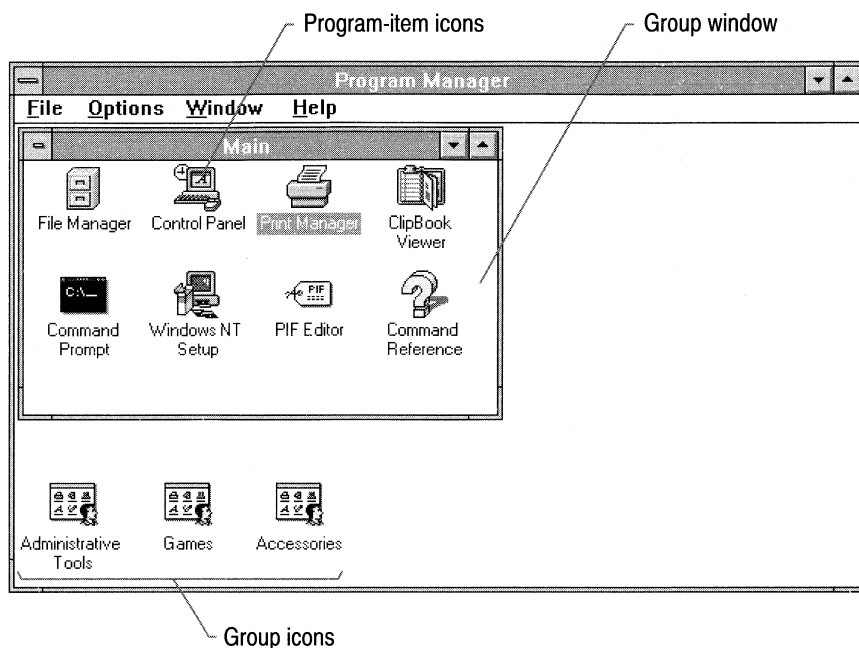 Program-item icons
Group window
Program Manager
File Options Window Help
Main
File Manager
Control Panel
Print Manager
ClipBook
Viewer
C:\_
PIF
Command
Prompt
Windows NT
Setup
PIF Editor
Command
Reference
Administrative
Tools
Games
Accessories
Group icons